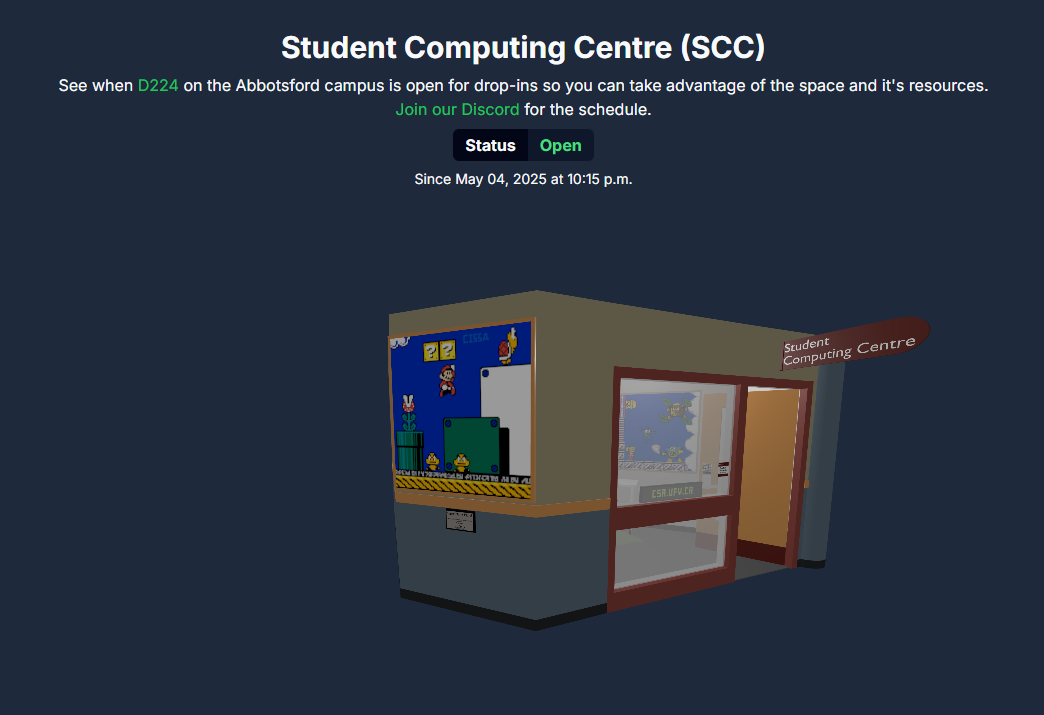 Student Computing Centre (SCC)
See when D224 on the Abbotsford campus is open for drop-ins so you can take advantage of the space and it's resources.
Join our Discord for the schedule.
Status Open
Since May 04, 2025 at 10:15 p.m.
CISSA
? ?
Student
Computing Centre
CSA.UFV.CA